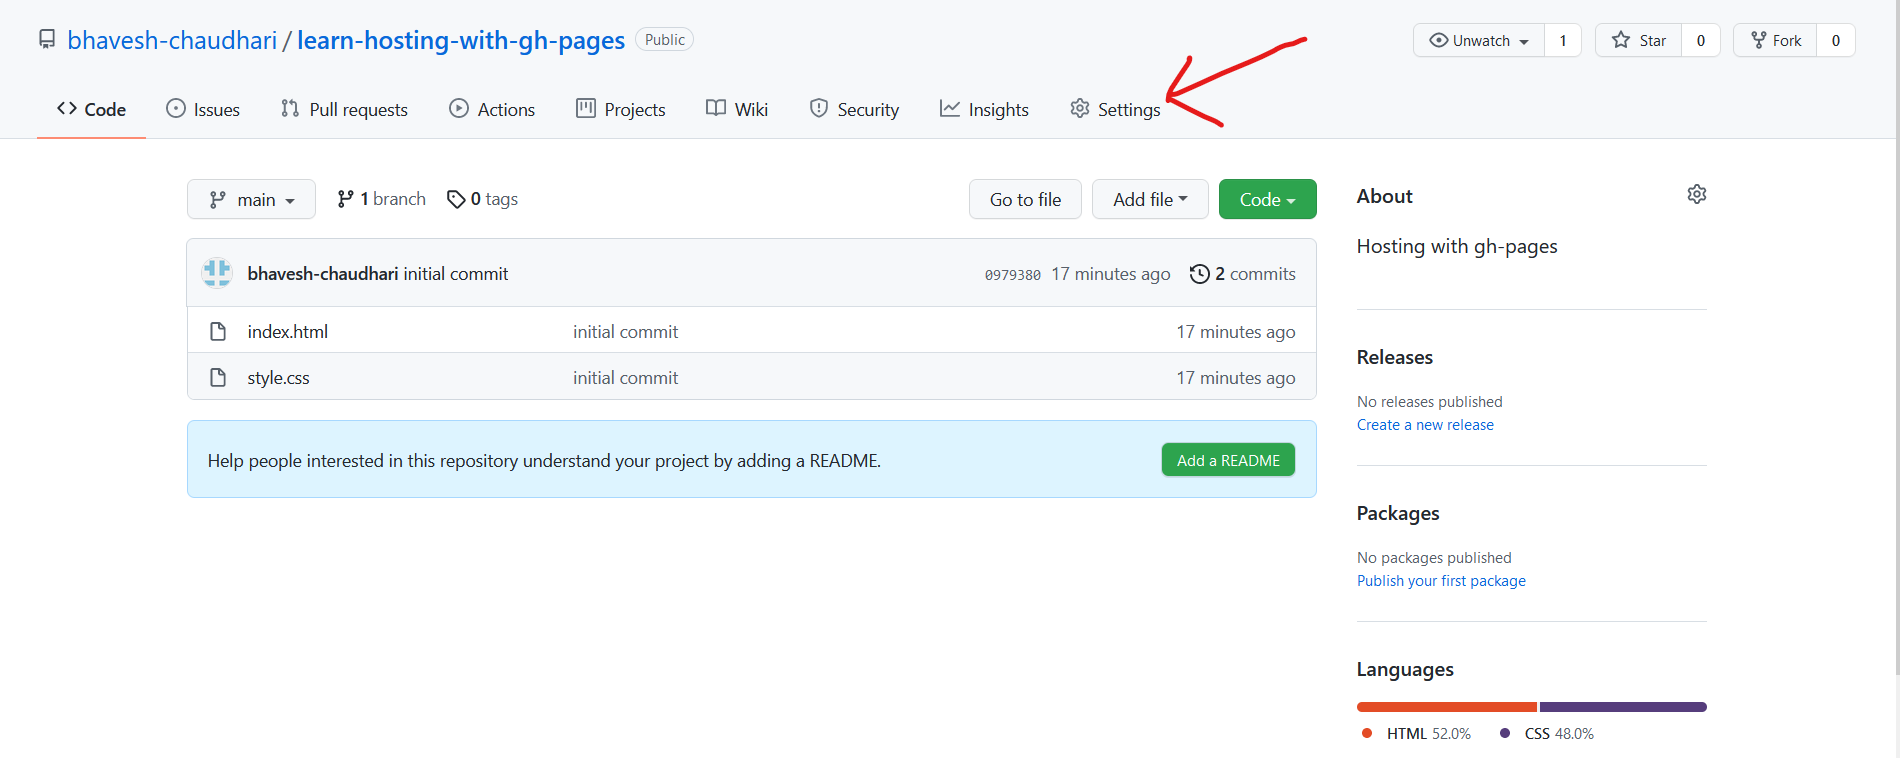 bhavesh-chaudhari / learn-hosting-with-gh-pages Public Unwatch 1 Star 0 Fork 0
Code Issues Pull requests Actions Projects Wiki Security Insights Settings
main 1 branch 0 tags Go to file Add file Code
bhavesh-chaudhari initial commit 0979380 17 minutes ago 2 commits
index.html initial commit 17 minutes ago
style.css initial commit 17 minutes ago
Help people interested in this repository understand your project by adding a README. Add a README
About
Hosting with gh-pages
Releases
No releases published
Create a new release
Packages
No packages published
Publish your first package
Languages
HTML 52.0% CSS 48.0%